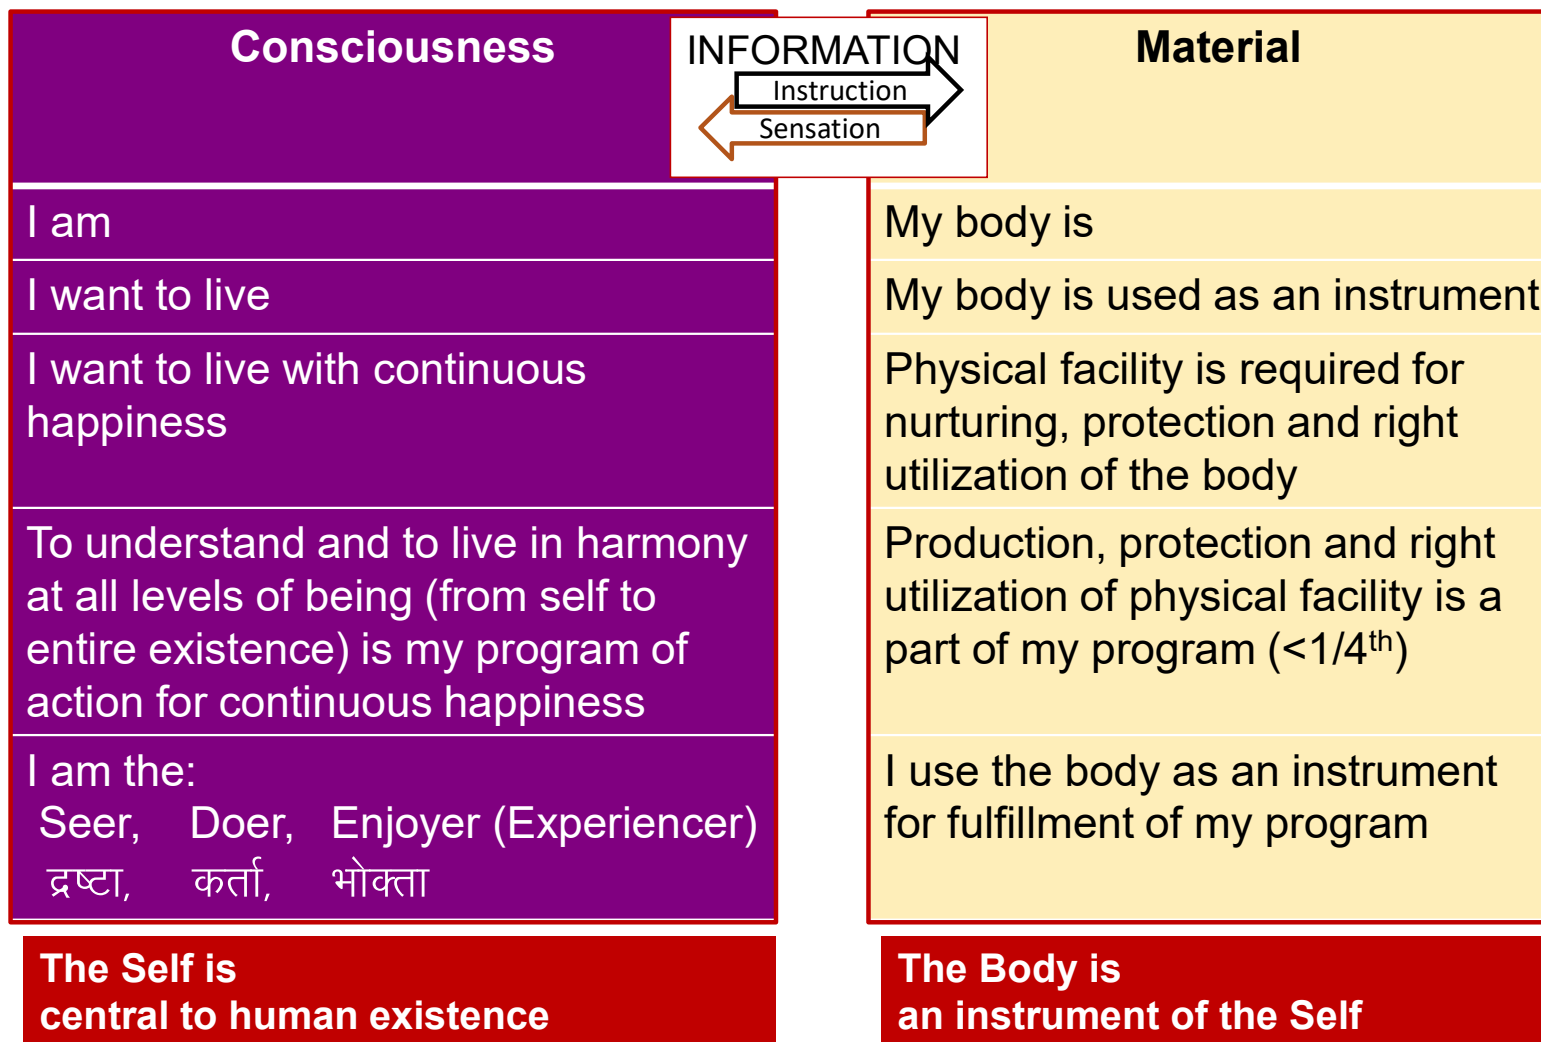 Consciousness
INFORMATION
Instruction
Sensation
Material
I am
My body is
I want to live
My body is used as an instrument
I want to live with continuous
happiness
Physical facility is required for
nurturing, protection and right
utilization of the body
To understand and to live in harmony
at all levels of being (from self to
entire existence) is my program of
action for continuous happiness
Production, protection and right
utilization of physical facility is a
part of my program (<1/4th)
I am the:
Seer, Doer, Enjoyer (Experiencer)
द्रष्टा, कर्ता, भोक्ता
I use the body as an instrument
for fulfillment of my program
The Self is
central to human existence
The Body is
an instrument of the Self